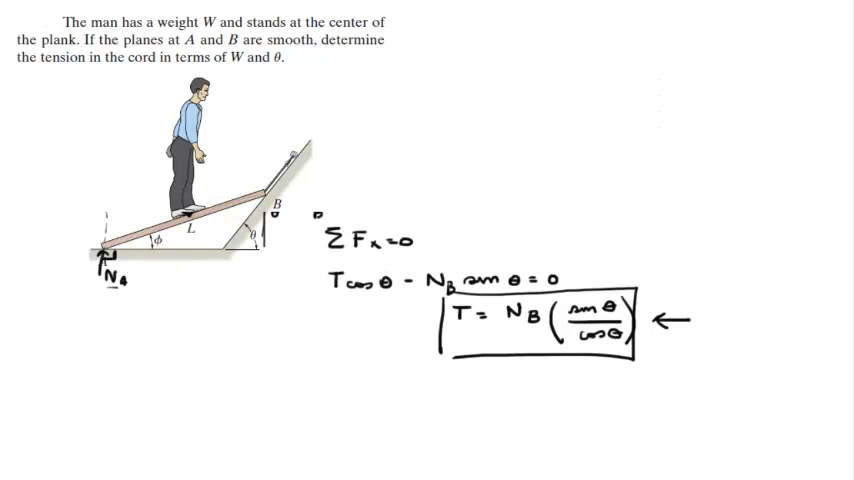 The man has a weight W and stands at the center of
the plank. If the planes at A and B are smooth, determine
the tension in the cord in terms of W and θ.
B
L
ϕ
θ
N_A
Σ F_x = 0
T cos θ - N_B sin θ = 0
T = N_B (sin θ / cos θ) ←